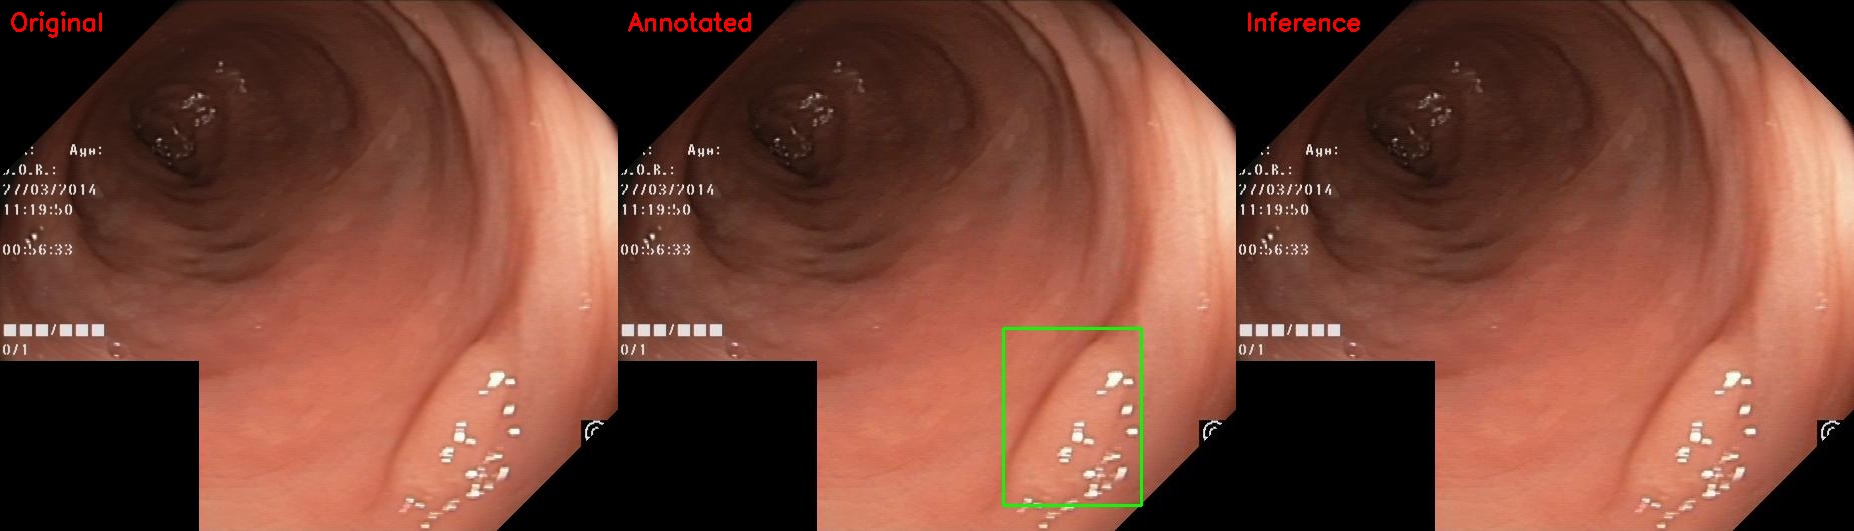 Original
Annotated
Inference
.: Age:
.O.B.:
27/03/2014
11:19:50
00:56:33
0/1
.: Age:
.O.B.:
27/03/2014
11:19:50
00:56:33
0/1
.: Age:
.O.B.:
27/03/2014
11:19:50
00:56:33
0/1